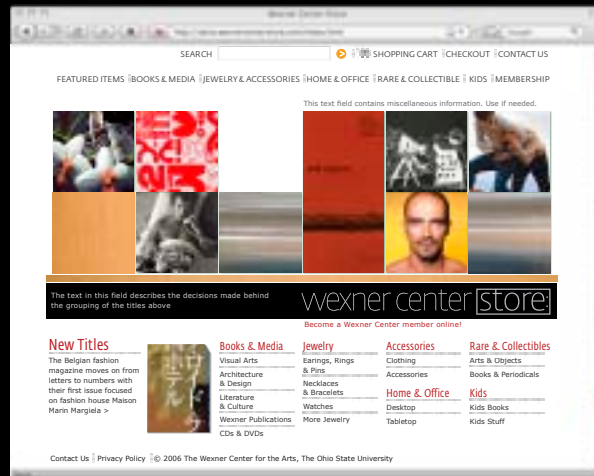 Wexner Center Store
SEARCH SHOPPING CART CHECKOUT CONTACT US
FEATURED ITEMS BOOKS & MEDIA JEWELRY & ACCESSORIES HOME & OFFICE RARE & COLLECTIBLE KIDS MEMBERSHIP
This text field contains miscellaneous information. Use if needed.
The text in this field describes the decisions made behind
the grouping of the titles above
wexner center store:
Become a Wexner Center member online!
New Titles
The Belgian fashion
magazine moves on from
letters to numbers with
their first issue focused
on fashion house Maison
Marin Margiela >
Books & Media
Visual Arts
Architecture
& Design
Literature
& Culture
Wexner Publications
CDs & DVDs
Jewelry
Earings, Rings
& Pins
Necklaces
& Bracelets
Watches
More Jewelry
Accessories
Clothing
Accessories
Home & Office
Desktop
Tabletop
Rare & Collectibles
Arts & Objects
Books & Periodicals
Kids
Kids Books
Kids Stuff
Contact Us Privacy Policy © 2006 The Wexner Center for the Arts, The Ohio State University